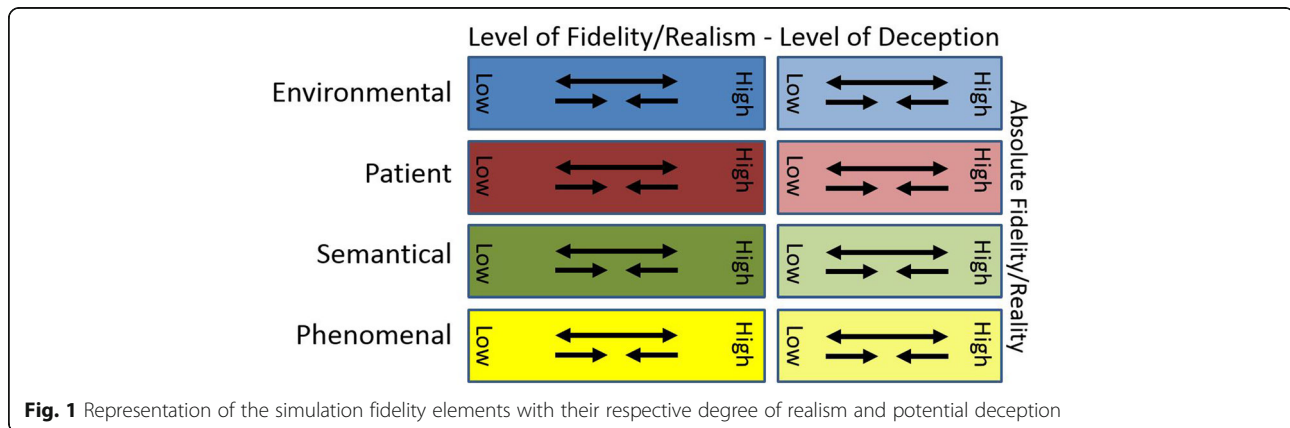 Level of Fidelity/Realism - Level of Deception
Environmental
Low
High
Low
High
Patient
Low
High
Low
High
Semantical
Low
High
Low
High
Phenomenal
Low
High
Low
High
Absolute Fidelity/Reality
Fig. 1 Representation of the simulation fidelity elements with their respective degree of realism and potential deception